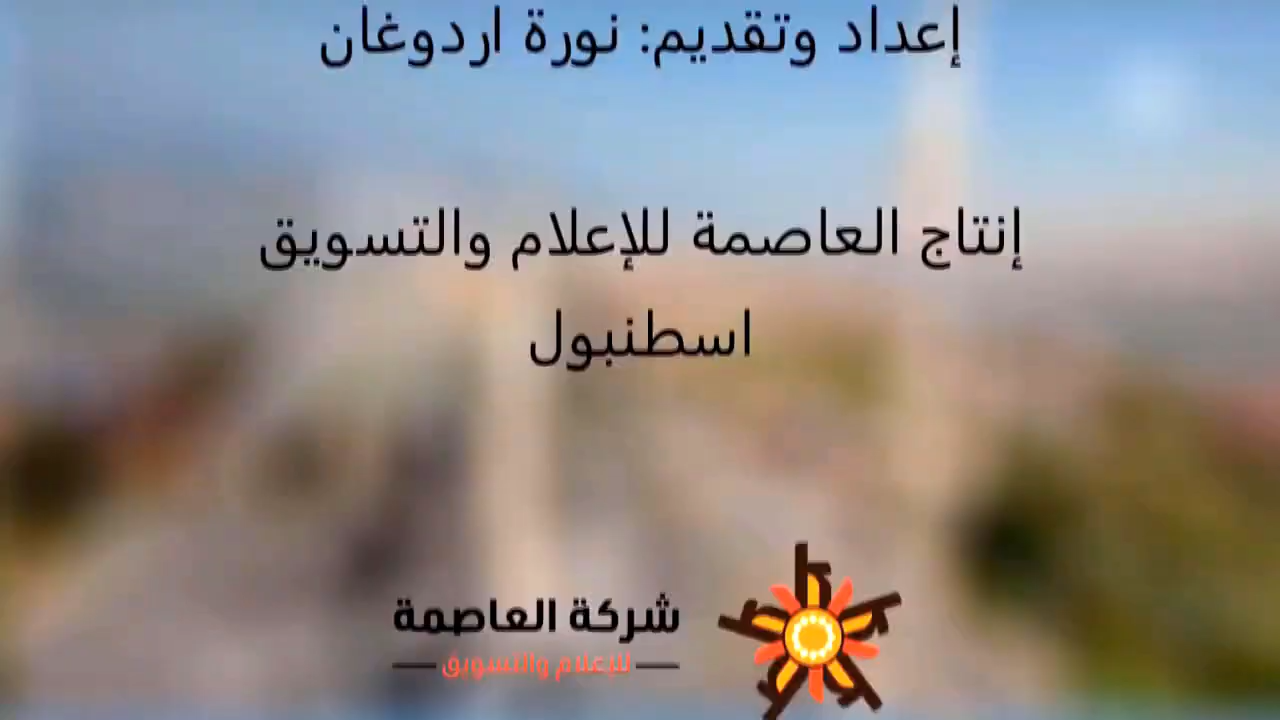 إعداد وتقديم: نورة اردوغان
إنتاج العاصمة للإعلام والتسويق
اسطنبول
شركة العاصمة
للإعلام والتسويق